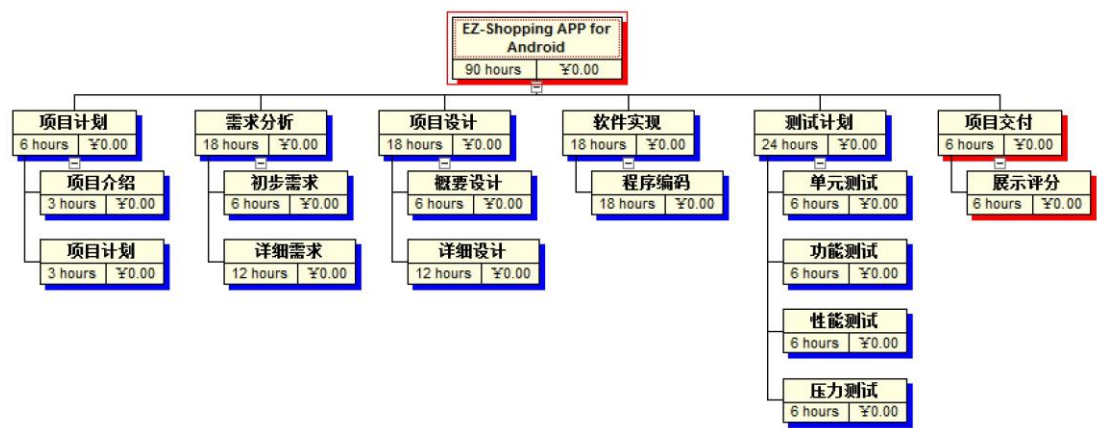 EZ-Shopping APP for
Android
90 hours ¥0.00
项目计划
6 hours ¥0.00
项目介绍
3 hours ¥0.00
项目计划
3 hours ¥0.00
需求分析
18 hours ¥0.00
初步需求
6 hours ¥0.00
详细需求
12 hours ¥0.00
项目设计
18 hours ¥0.00
概要设计
6 hours ¥0.00
详细设计
12 hours ¥0.00
软件实现
18 hours ¥0.00
程序编码
18 hours ¥0.00
测试计划
24 hours ¥0.00
单元测试
6 hours ¥0.00
功能测试
6 hours ¥0.00
性能测试
6 hours ¥0.00
压力测试
6 hours ¥0.00
项目交付
6 hours ¥0.00
展示评分
6 hours ¥0.00